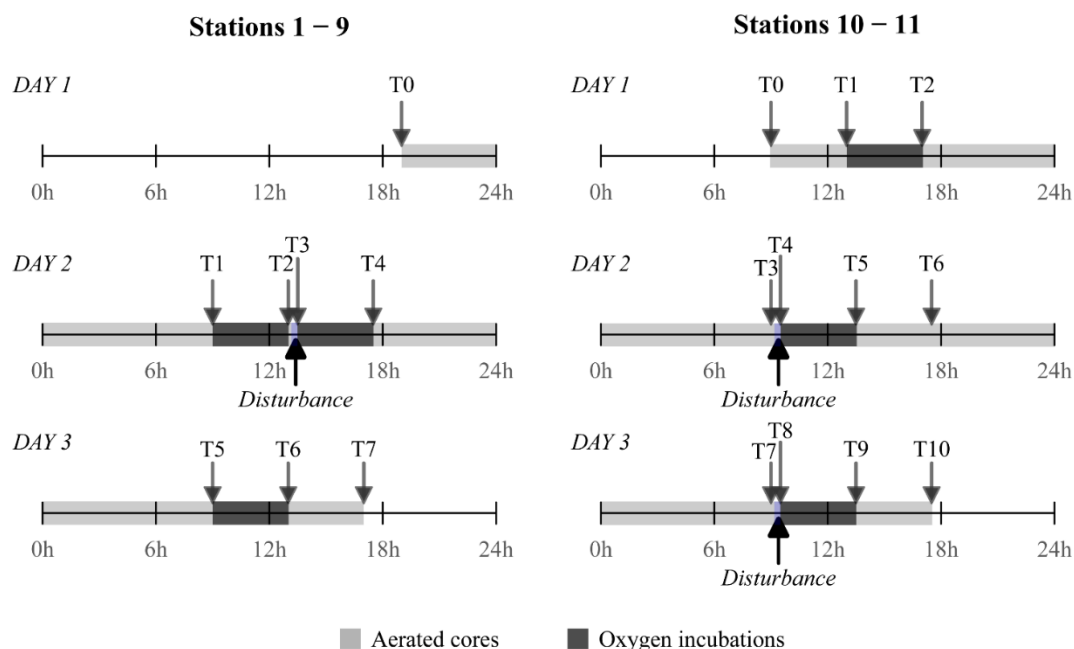 Stations 1 – 9
DAY 1
T0
0h 6h 12h 18h 24h
DAY 2
T1 T2 T3 T4
0h 6h 12h 18h 24h
Disturbance
DAY 3
T5 T6 T7
0h 6h 12h 18h 24h
Stations 10 – 11
DAY 1
T0 T1 T2
0h 6h 12h 18h 24h
DAY 2
T3 T4 T5 T6
0h 6h 12h 18h 24h
Disturbance
DAY 3
T7 T8 T9 T10
0h 6h 12h 18h 24h
Disturbance
Aerated cores Oxygen incubations